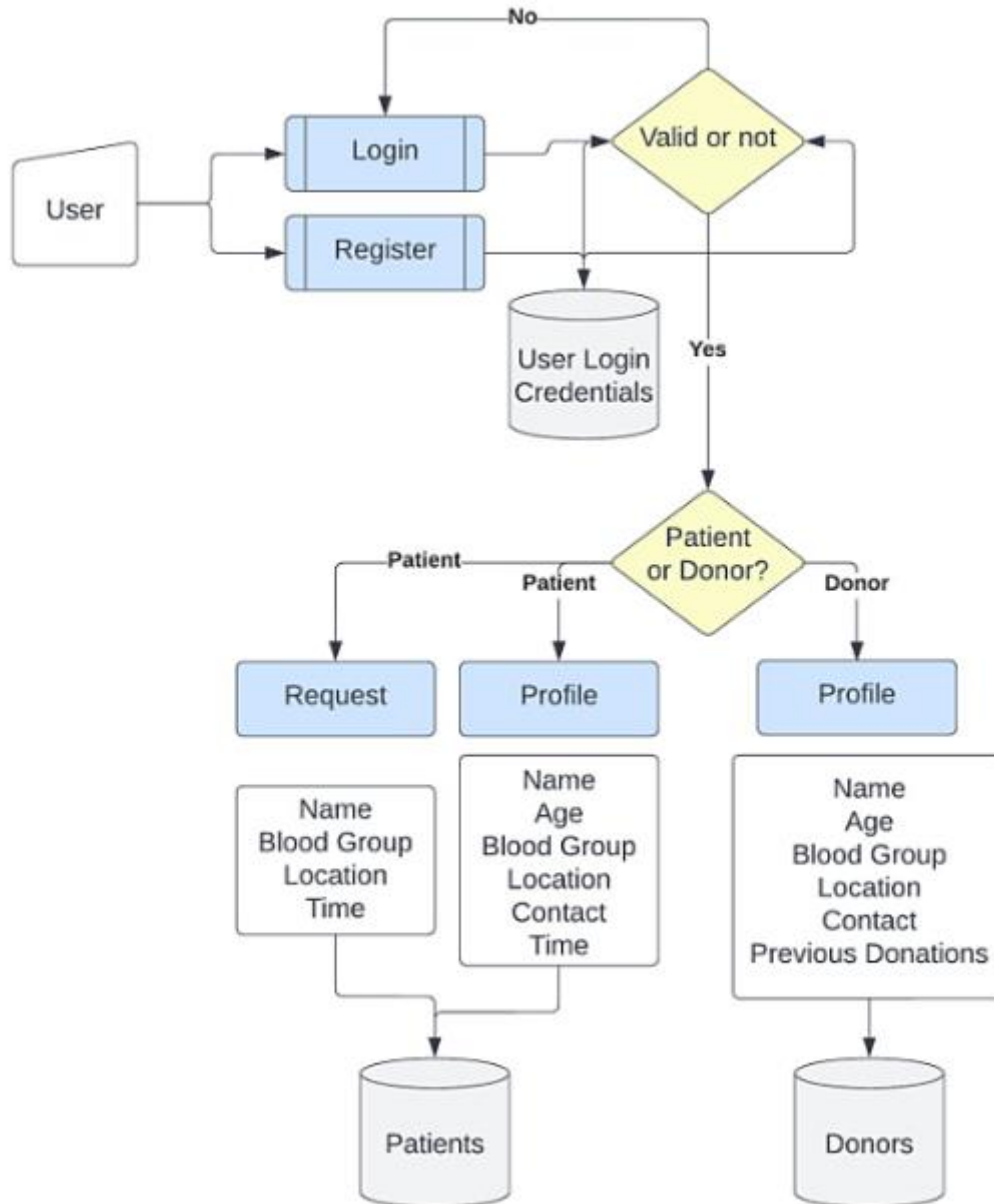 No
Login
Valid or not
User
Register
User Login
Credentials
Yes
Patient
or Donor?
Patient
Patient
Donor
Request
Profile
Profile
Name
Blood Group
Location
Time
Name
Age
Blood Group
Location
Contact
Time
Name
Age
Blood Group
Location
Contact
Previous Donations
Patients
Donors